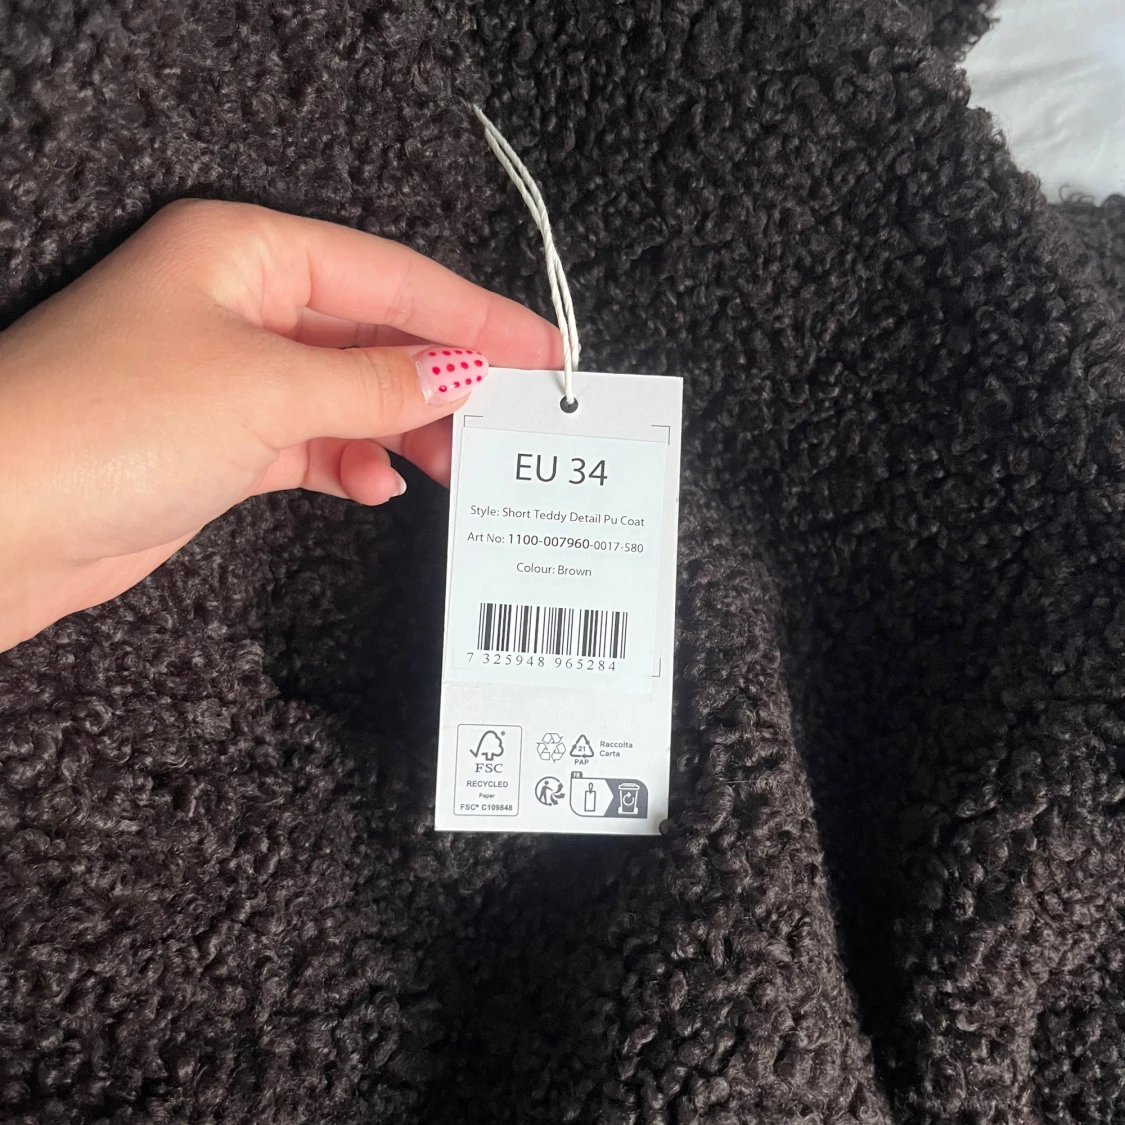 EU 34
Style: Short Teddy Detail Pu Coat
Art No: 1100-007960-0017-580
Colour: Brown
7 325948 965284
FSC®
RECYCLED
Paper
FSC® C109848
21
PAP
Raccolta
Carta
FR